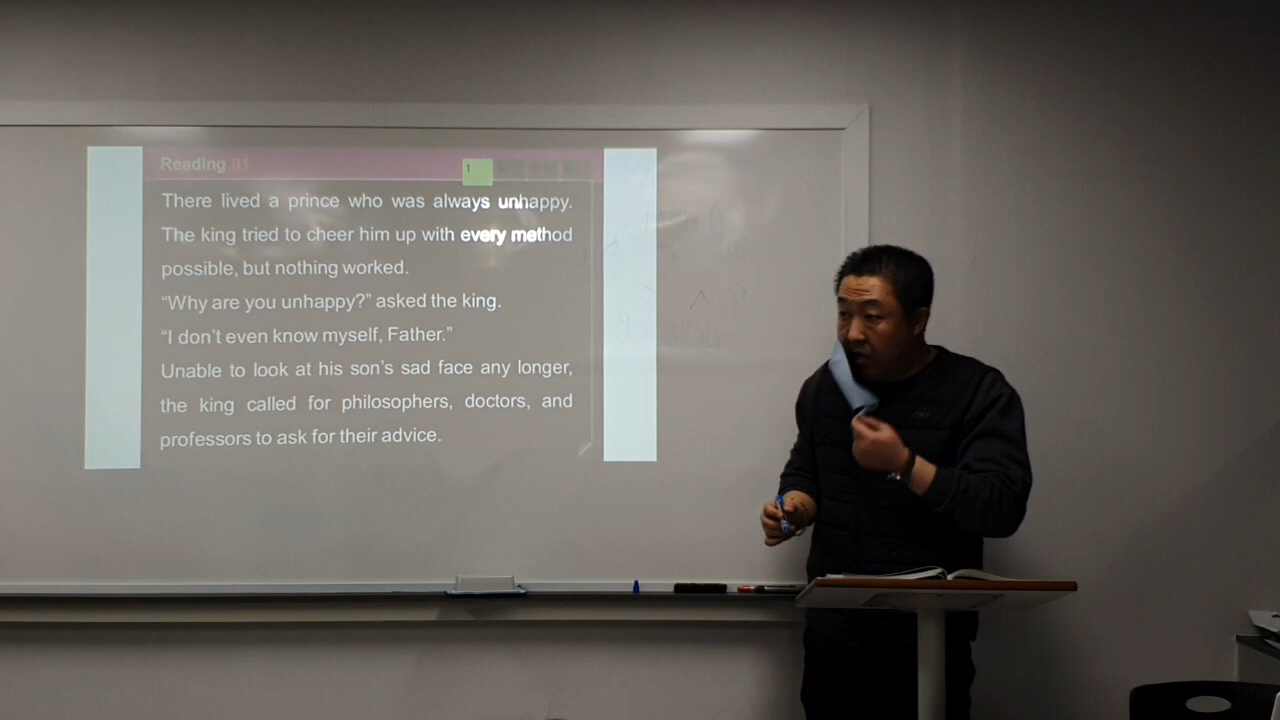 Reading 01
1
There lived a prince who was always unhappy.
The king tried to cheer him up with every method
possible, but nothing worked.
“Why are you unhappy?” asked the king.
“I don’t even know myself, Father.”
Unable to look at his son’s sad face any longer,
the king called for philosophers, doctors, and
professors to ask for their advice.